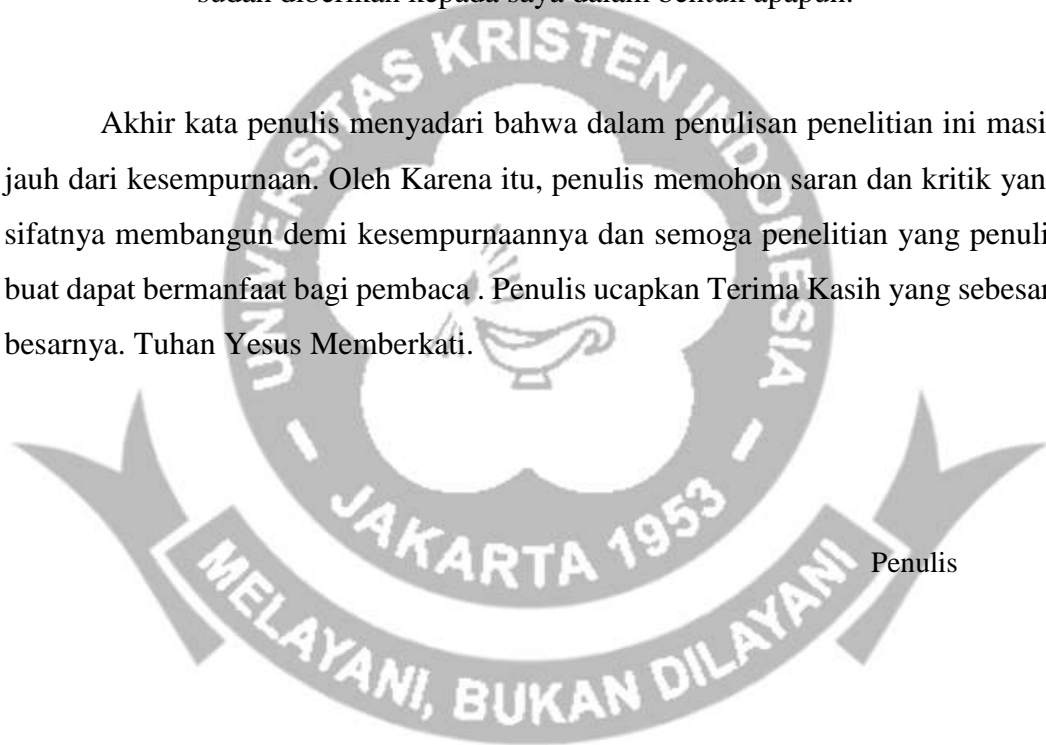 sudah diberikan kepada saya dalam bentuk apapun.
Akhir kata penulis menyadari bahwa dalam penulisan penelitian ini masi
jauh dari kesempurnaan. Oleh Karena itu, penulis memohon saran dan kritik yan
sifatnya membangun demi kesempurnaannya dan semoga penelitian yang penuli
buat dapat bermanfaat bagi pembaca . Penulis ucapkan Terima Kasih yang sebesar
besarnya. Tuhan Yesus Memberkati.
Penulis
UNIVERSITAS KRISTEN INDONESIA
- JAKARTA 1953 -
MELAYANI, BUKAN DILAYANI